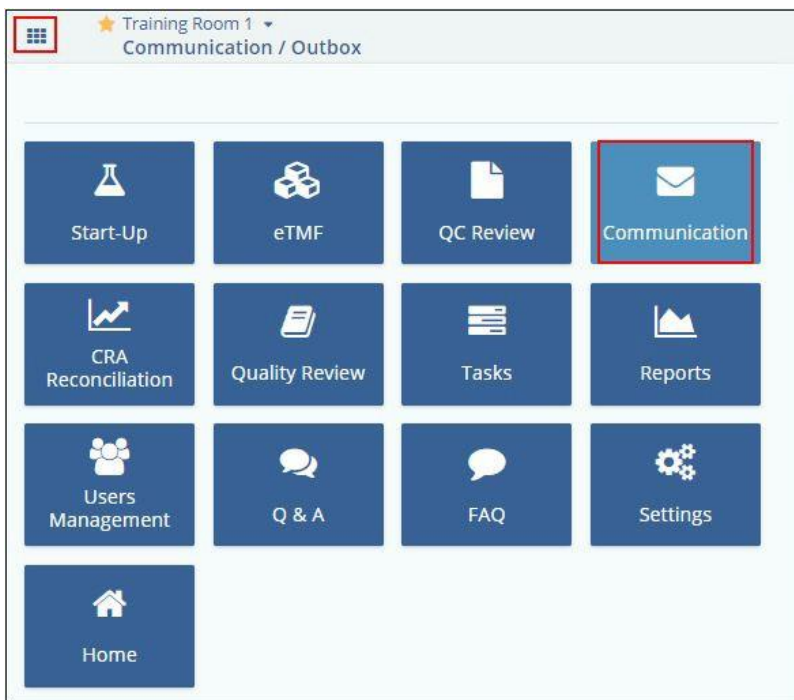 Training Room 1
Communication / Outbox
Start-Up
eTMF
QC Review
Communication
CRA
Reconciliation
Quality Review
Tasks
Reports
Users
Management
Q & A
FAQ
Settings
Home